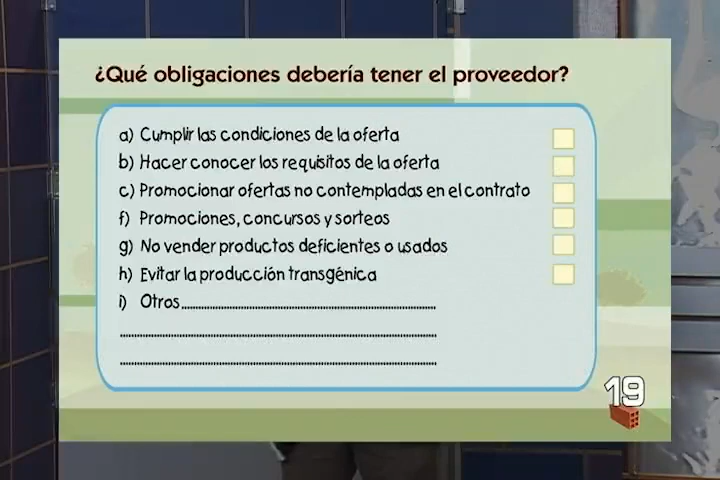 ¿Qué obligaciones debería tener el proveedor?
a) Cumplir las condiciones de la oferta
b) Hacer conocer los requisitos de la oferta
c) Promocionar ofertas no contempladas en el contrato
f) Promociones, concursos y sorteos
g) No vender productos deficientes o usados
h) Evitar la producción transgénica
i) Otros
19